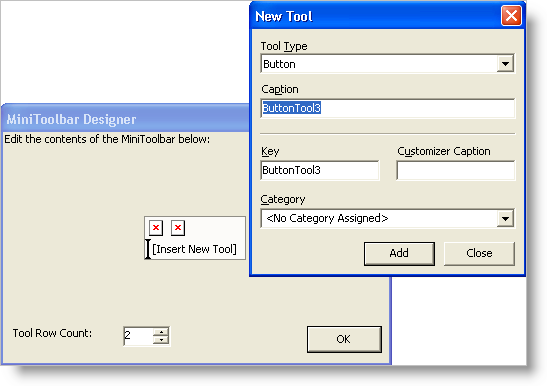 New Tool
Tool Type
Button
Caption
ButtonTool3
Key
Customizer Caption
ButtonTool3
Category
<No Category Assigned>
Add
Close
MiniToolbar Designer
Edit the contents of the MiniToolbar below:
[Insert New Tool]
Tool Row Count:
2
OK